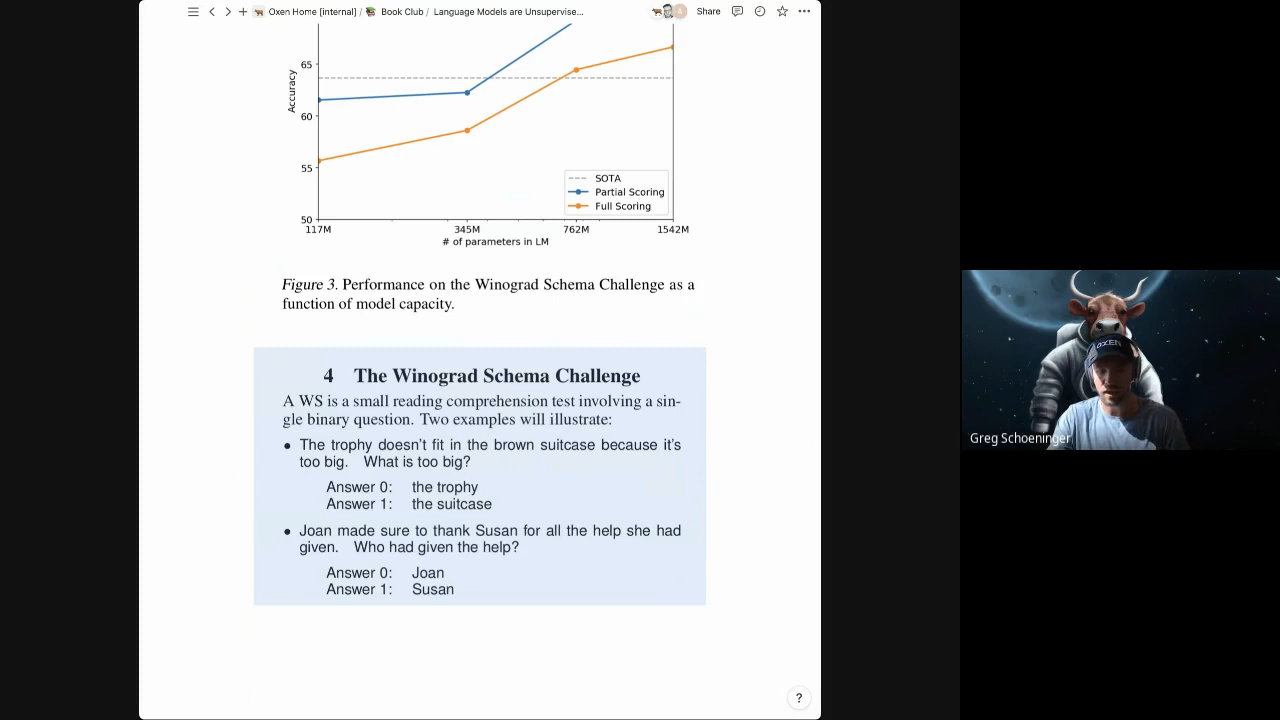 Oxen Home [internal] / Book Club / Language Models are Unsupervise...
Share
65
60
55
50
Accuracy
SOTA
Partial Scoring
Full Scoring
117M 345M 762M 1542M
# of parameters in LM
Figure 3. Performance on the Winograd Schema Challenge as a
function of model capacity.
4 The Winograd Schema Challenge
A WS is a small reading comprehension test involving a sin-
gle binary question. Two examples will illustrate:
• The trophy doesn't fit in the brown suitcase because it's
too big. What is too big?
Answer 0: the trophy
Answer 1: the suitcase
• Joan made sure to thank Susan for all the help she had
given. Who had given the help?
Answer 0: Joan
Answer 1: Susan
?
OXEN
Greg Schoeninger